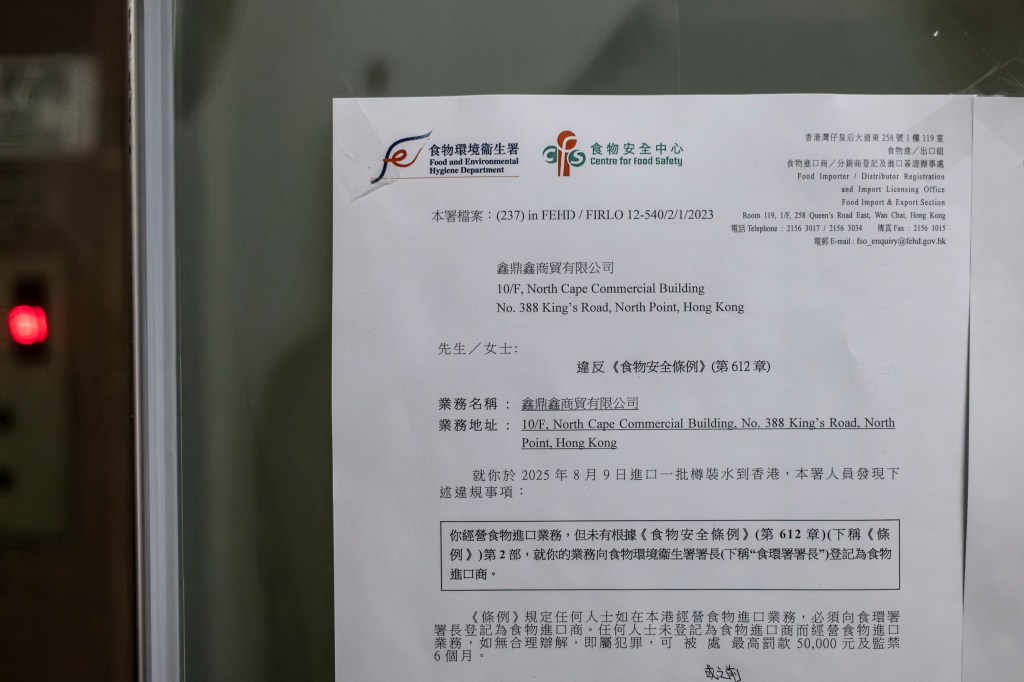 食物環境衞生署
Food and Environmental
Hygiene Department
食物安全中心
Centre for Food Safety
香港灣仔皇后大道東 258 號 1 樓 119 室
食物進／出口組
食物進口商／分銷商登記及進口簽證辦事處
Food Importer / Distributor Registration
and Import Licensing Office
Food Import & Export Section
Room 119, 1/F, 258 Queen's Road East, Wan Chai, Hong Kong
電話 Telephone : 2156 3017 / 2156 3034 傳真 Fax : 2156 1015
電郵 E-mail : fso_enquiry@fehd.gov.hk
本署檔案：(237) in FEHD / FIRLO 12-540/2/1/2023
鑫鼎鑫商貿有限公司
10/F, North Cape Commercial Building
No. 388 King's Road, North Point, Hong Kong
先生／女士:
違反《食物安全條例》(第 612 章)
業務名稱： 鑫鼎鑫商貿有限公司
業務地址： 10/F, North Cape Commercial Building, No. 388 King's Road, North
Point, Hong Kong
就你於 2025 年 8 月 9 日進口一批樽裝水到香港，本署人員發現下
述違規事項：
你經營食物進口業務，但未有根據《食物安全條例》(第 612 章)(下稱《條
例》)第 2 部，就你的業務向食物環境衞生署署長(下稱“食環署署長”)登記為食物
進口商。
《條例》規定任何人士如在本港經營食物進口業務，必須向食環署
署長登記為食物進口商。任何人士未登記為食物進口商而經營食物進口
業務，如無合理辯解，即屬犯罪，可被處最高罰款 50,000 元及監禁
6 個月。